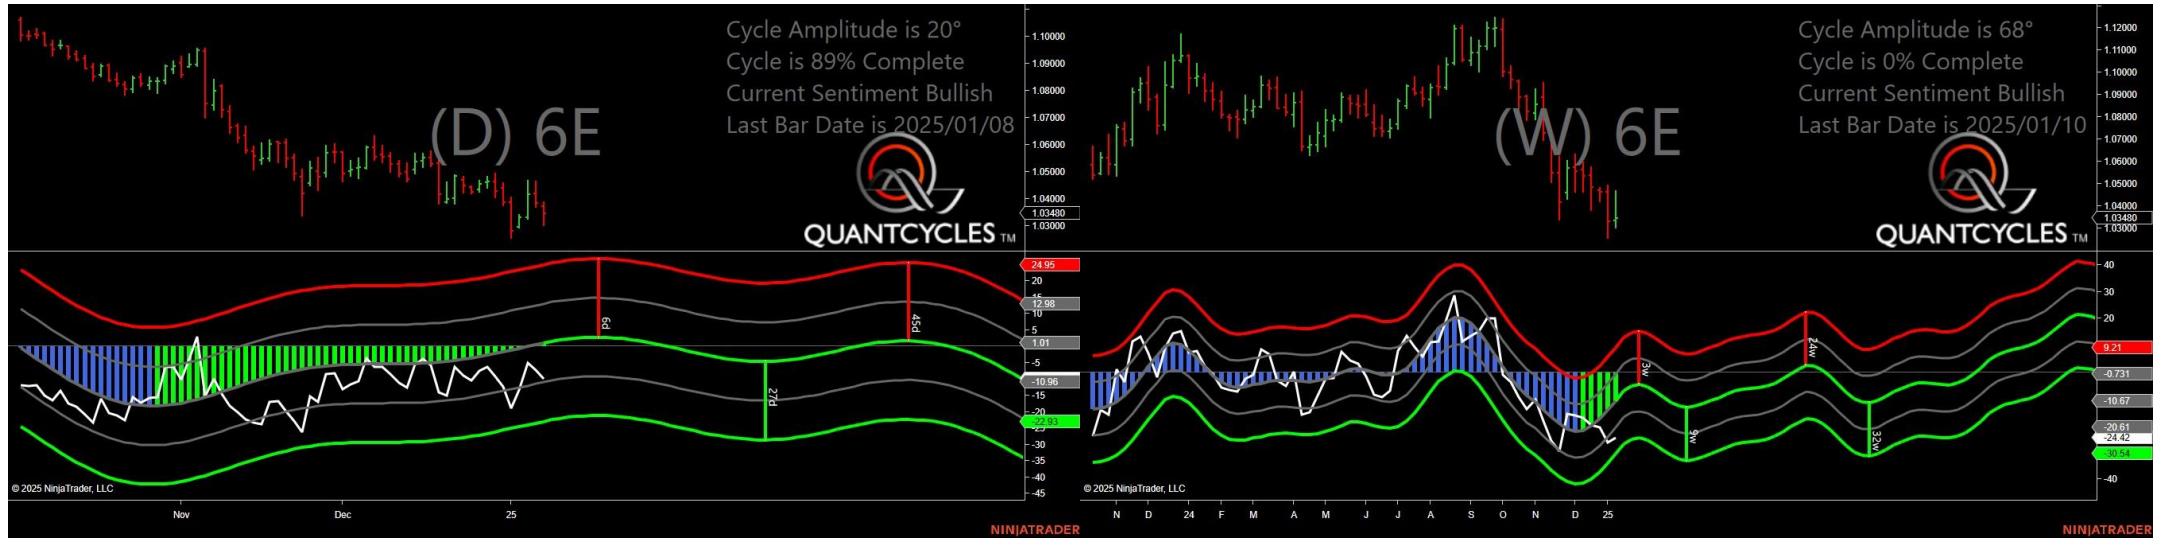 Cycle Amplitude is 20°
Cycle is 89% Complete
Current Sentiment Bullish
Last Bar Date is 2025/01/08
(D) 6E
QUANTCYCLES TM
1.10000
1.09000
1.08000
1.07000
1.06000
1.05000
1.04000
1.03480
1.03000
24.95
20
15
12.98
10
5
1.01
-5
-10.96
-15
-20
-22.93
25
-30
-35
-40
-45
6d
27d
45d
© 2025 NinjaTrader, LLC
Nov
Dec
25
NINJATRADER
Cycle Amplitude is 68°
Cycle is 0% Complete
Current Sentiment Bullish
Last Bar Date is 2025/01/10
(W) 6E
QUANTCYCLES TM
1.12000
1.11000
1.10000
1.09000
1.08000
1.07000
1.06000
1.05000
1.04000
1.03480
1.03000
40
30
20
9.21
-0.731
-10.67
-20.61
-24.42
-30.54
-40
3w
9w
24w
32w
© 2025 NinjaTrader, LLC
N D 24 F M A M J J A S O N D 25
NINJATRADER